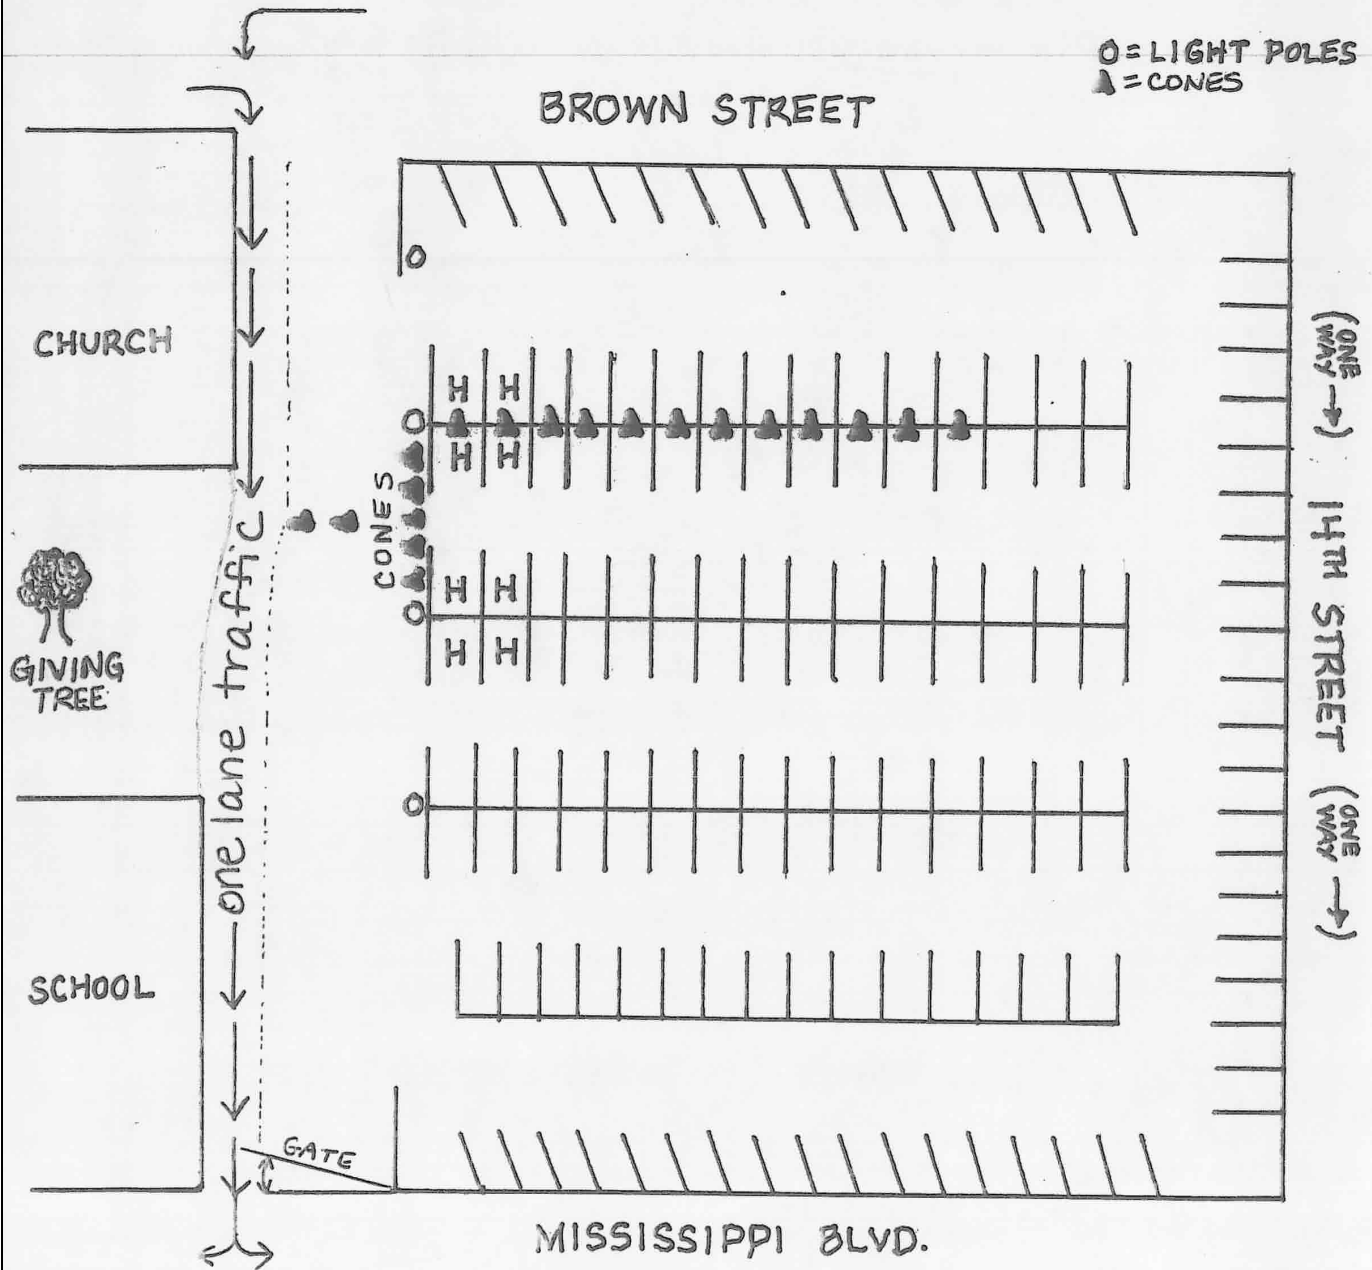 O = LIGHT POLES
= CONES
BROWN STREET
CHURCH
H H
H H
CONES
H H
H H
one lane traffic
GIVING
TREE
(ONE
WAY →)
14TH STREET
(ONE
WAY →)
SCHOOL
GATE
MISSISSIPPI BLVD.